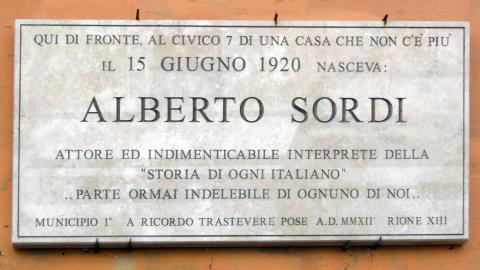 QUI DI FRONTE, AL CIVICO 7 DI UNA CASA CHE NON C'È PIU'
IL 15 GIUGNO 1920 NASCEVA:
ALBERTO SORDI
ATTORE ED INDIMENTICABILE INTERPRETE DELLA
"STORIA DI OGNI ITALIANO"
..PARTE ORMAI INDELEBILE DI OGNUNO DI NOI..
MUNICIPIO 1° A RICORDO TRASTEVERE POSE A.D. MMXII RIONE XIII